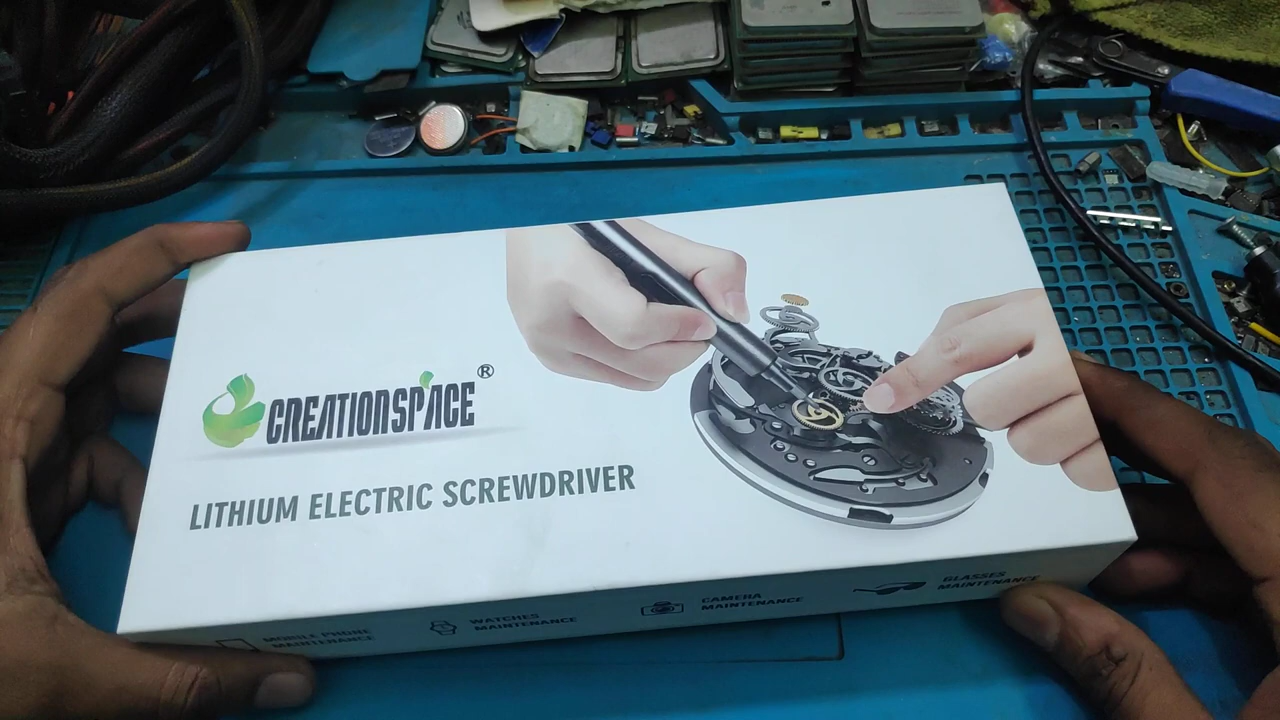 CREATIONSPACE®
LITHIUM ELECTRIC SCREWDRIVER
MOBILE PHONE
MAINTENANCE
WATCHES
MAINTENANCE
CAMERA
MAINTENANCE
GLASSES
MAINTENANCE